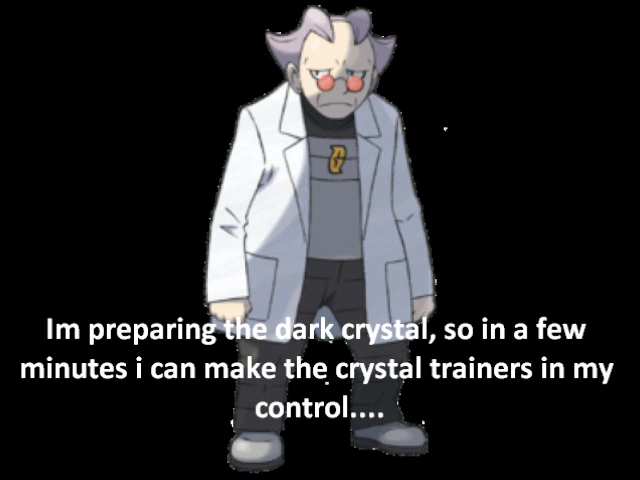 G
Im preparing the dark crystal, so in a few
minutes i can make the crystal trainers in my
control....